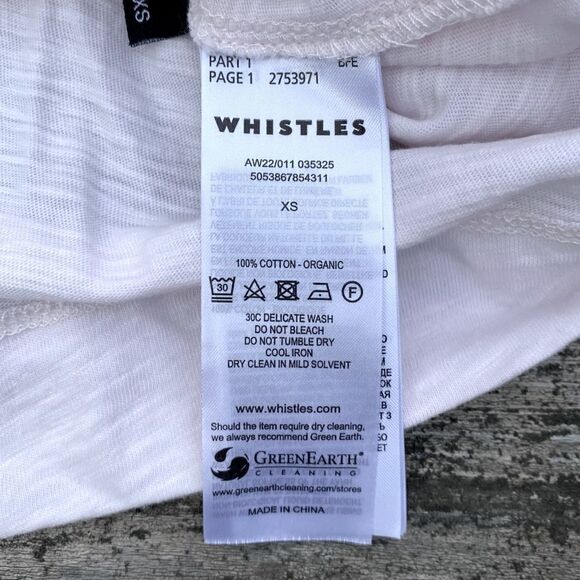 XS
PART 1 BFE
PAGE 1 2753971
WHISTLES
AW22/011 035325
5053867854311
XS
100% COTTON - ORGANIC
30 F
30C DELICATE WASH
DO NOT BLEACH
DO NOT TUMBLE DRY
COOL IRON
DRY CLEAN IN MILD SOLVENT
www.whistles.com
Should the item require dry cleaning,
we always recommend Green Earth.
GREENEARTH®
CLEANING
www.greenearthcleaning.com/stores
MADE IN CHINA